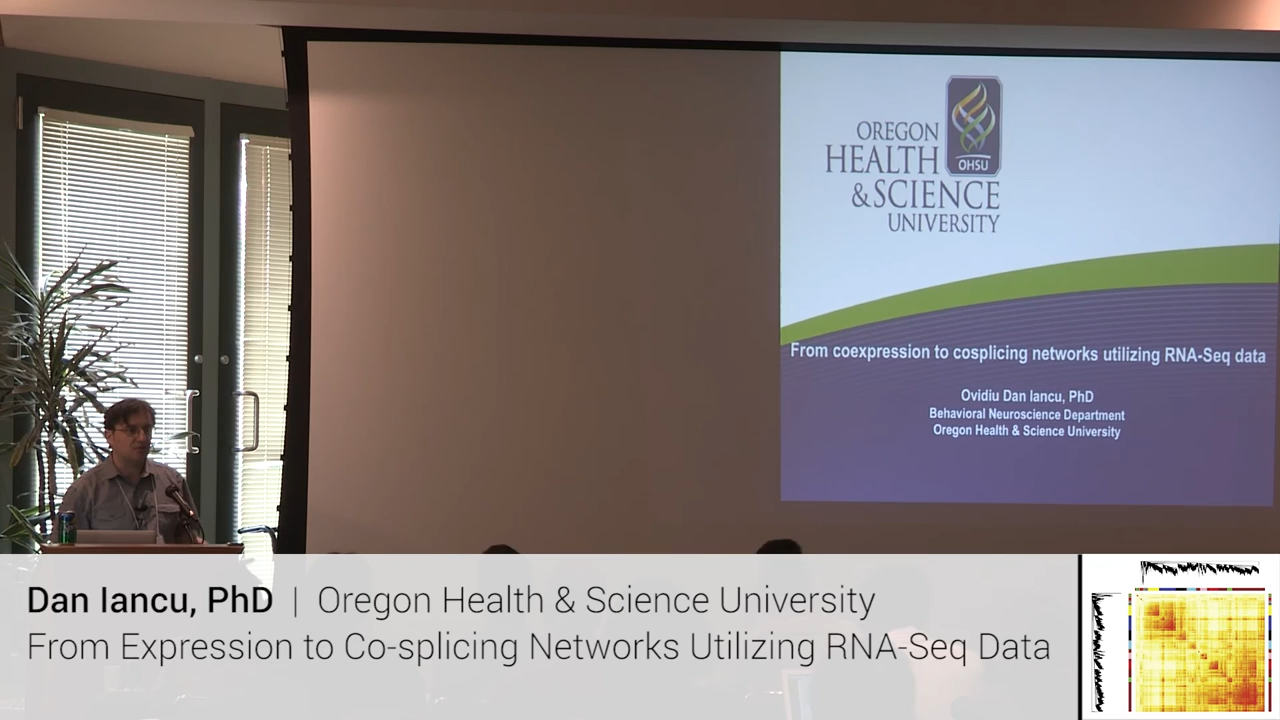 OREGON
HEALTH
&SCIENCE
UNIVERSITY
OHSU
From coexpression to cosplicing networks utilizing RNA-Seq data
Ovidiu Dan Iancu, PhD
Behavioral Neuroscience Department
Oregon Health & Science University
Dan Iancu, PhD | Oregon Health & Science University
From Expression to Co-splicing Networks Utilizing RNA-Seq Data